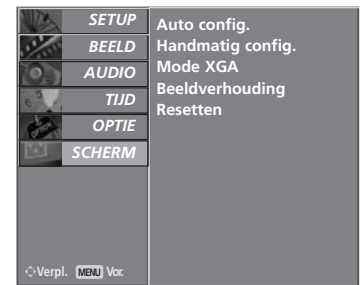 SETUP
BEELD
AUDIO
TIJD
OPTIE
SCHERM
Auto config.
Handmatig config.
Mode XGA
Beeldverhouding
Resetten
Verpl. MENU Vor.